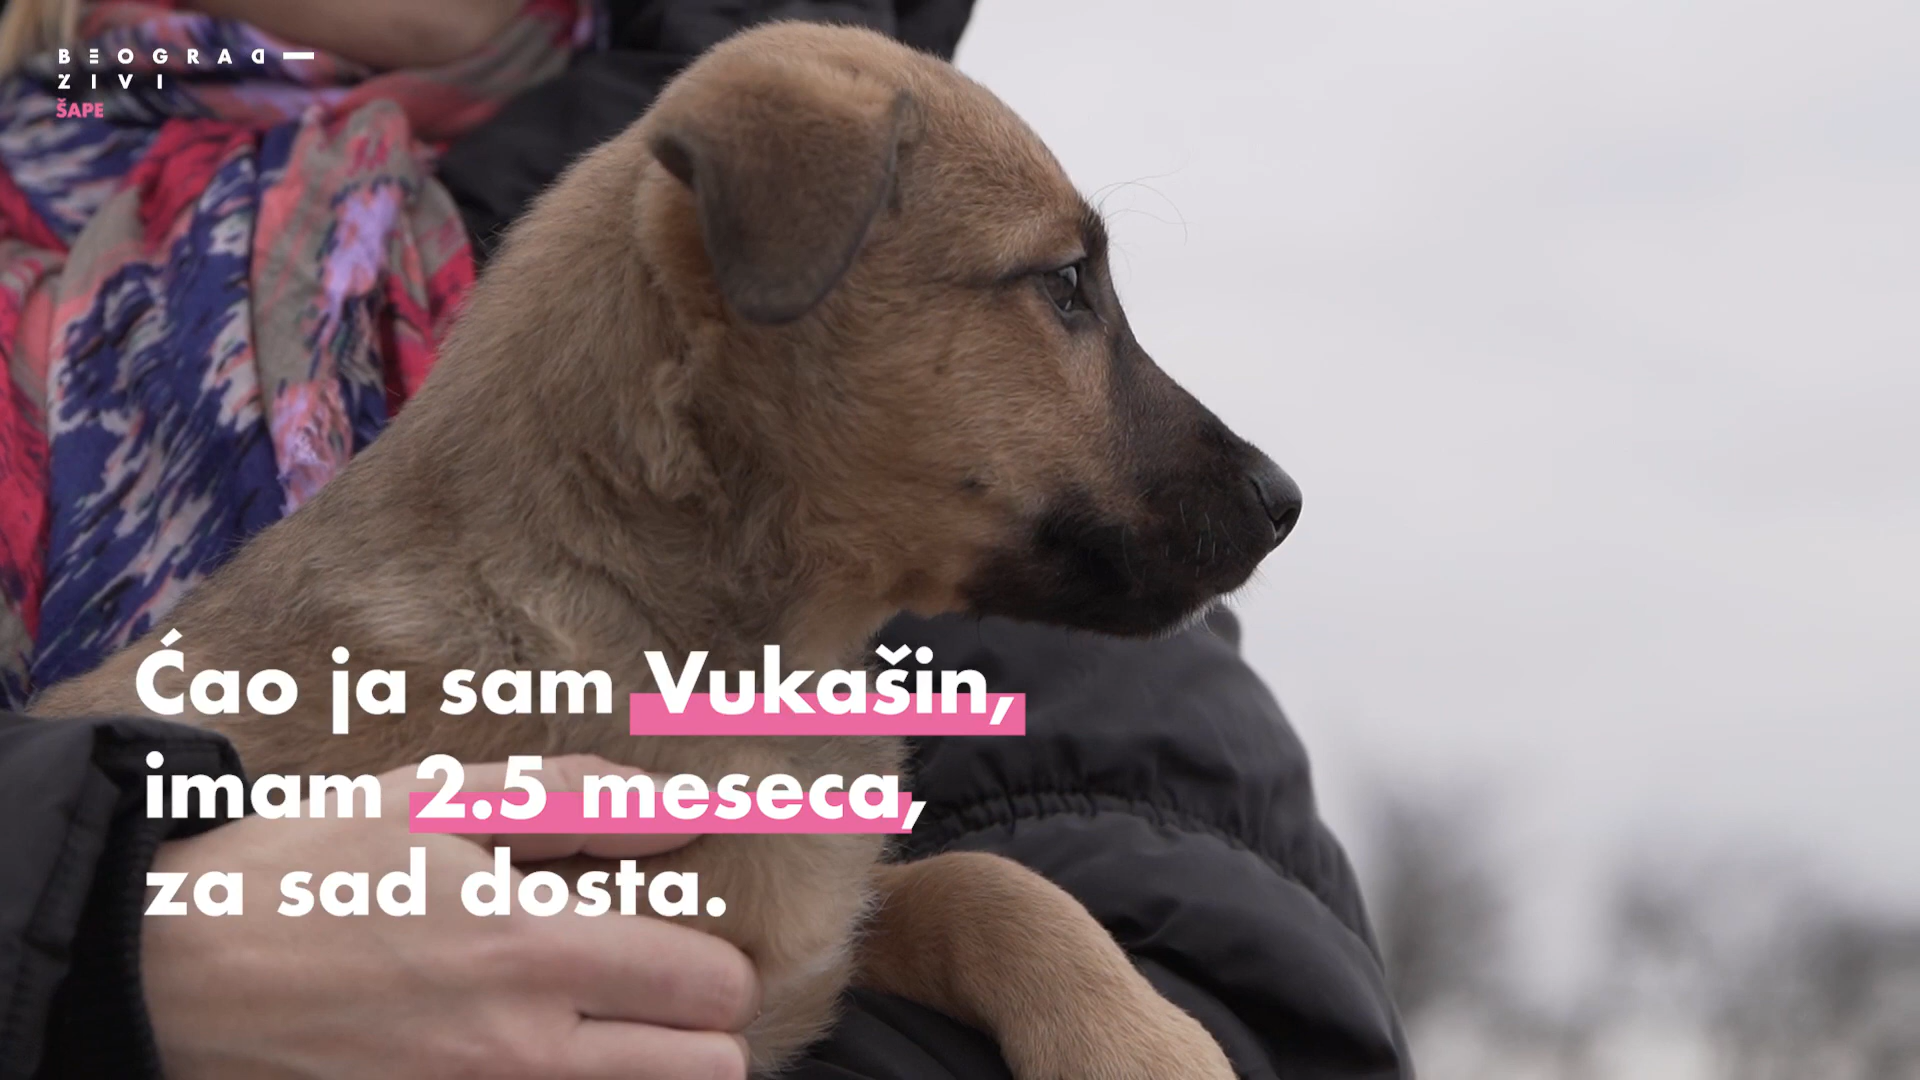 BEOGRAD
ZIVI
ŠAPE
Ćao ja sam Vukašin,
imam 2.5 meseca,
za sad dosta.